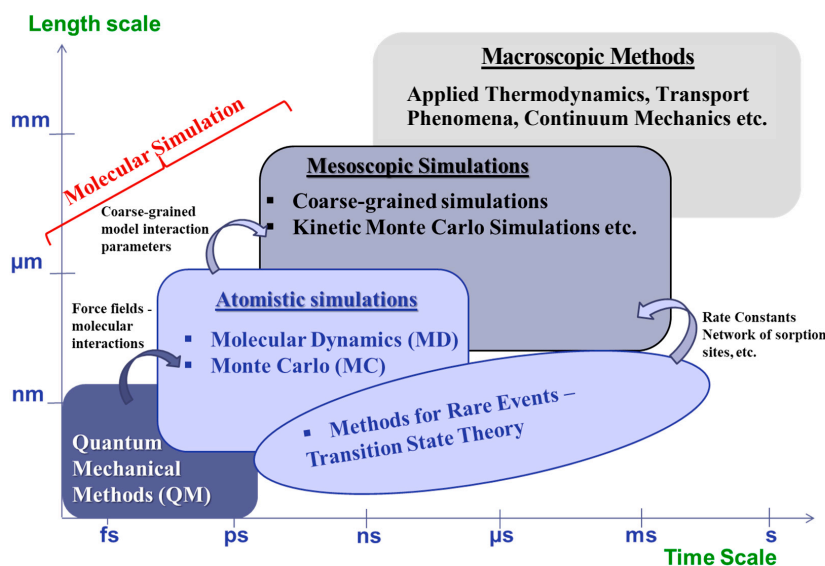 Length scale
Macroscopic Methods
Applied Thermodynamics, Transport
Phenomena, Continuum Mechanics etc.
mm
Molecular Simulation
Mesoscopic Simulations
▪ Coarse-grained simulations
▪ Kinetic Monte Carlo Simulations etc.
Coarse-grained
model interaction
parameters
µm
Atomistic simulations
▪ Molecular Dynamics (MD)
▪ Monte Carlo (MC)
Force fields -
molecular
interactions
Rate Constants
Network of sorption
sites, etc.
nm
▪ Methods for Rare Events –
Transition State Theory
Quantum
Mechanical
Methods (QM)
fs
ps
ns
µs
ms
s
Time Scale